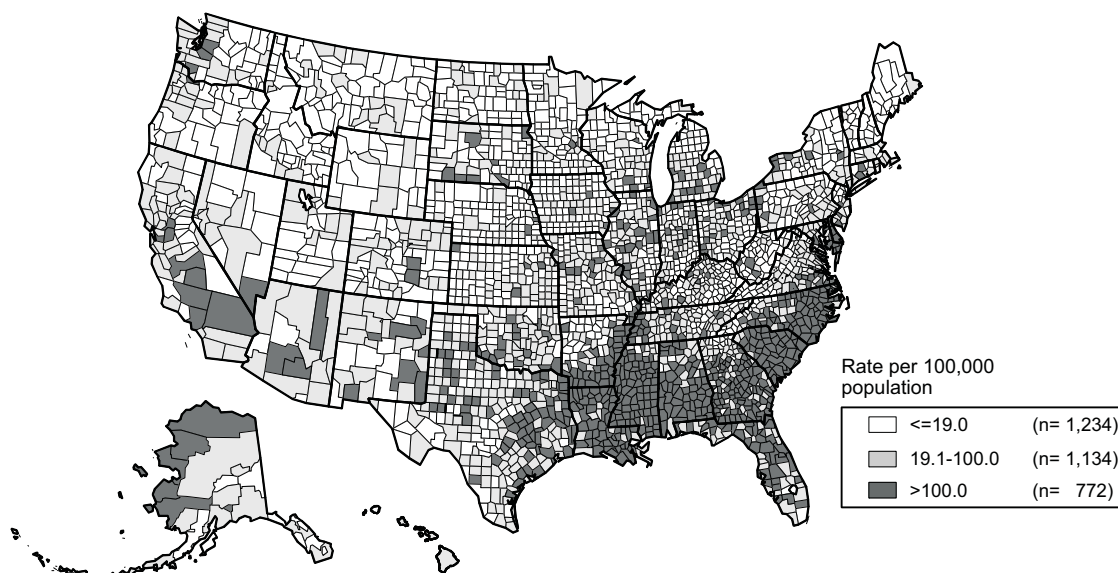 Rate per 100,000
population
<=19.0 (n= 1,234)
19.1-100.0 (n= 1,134)
>100.0 (n= 772)